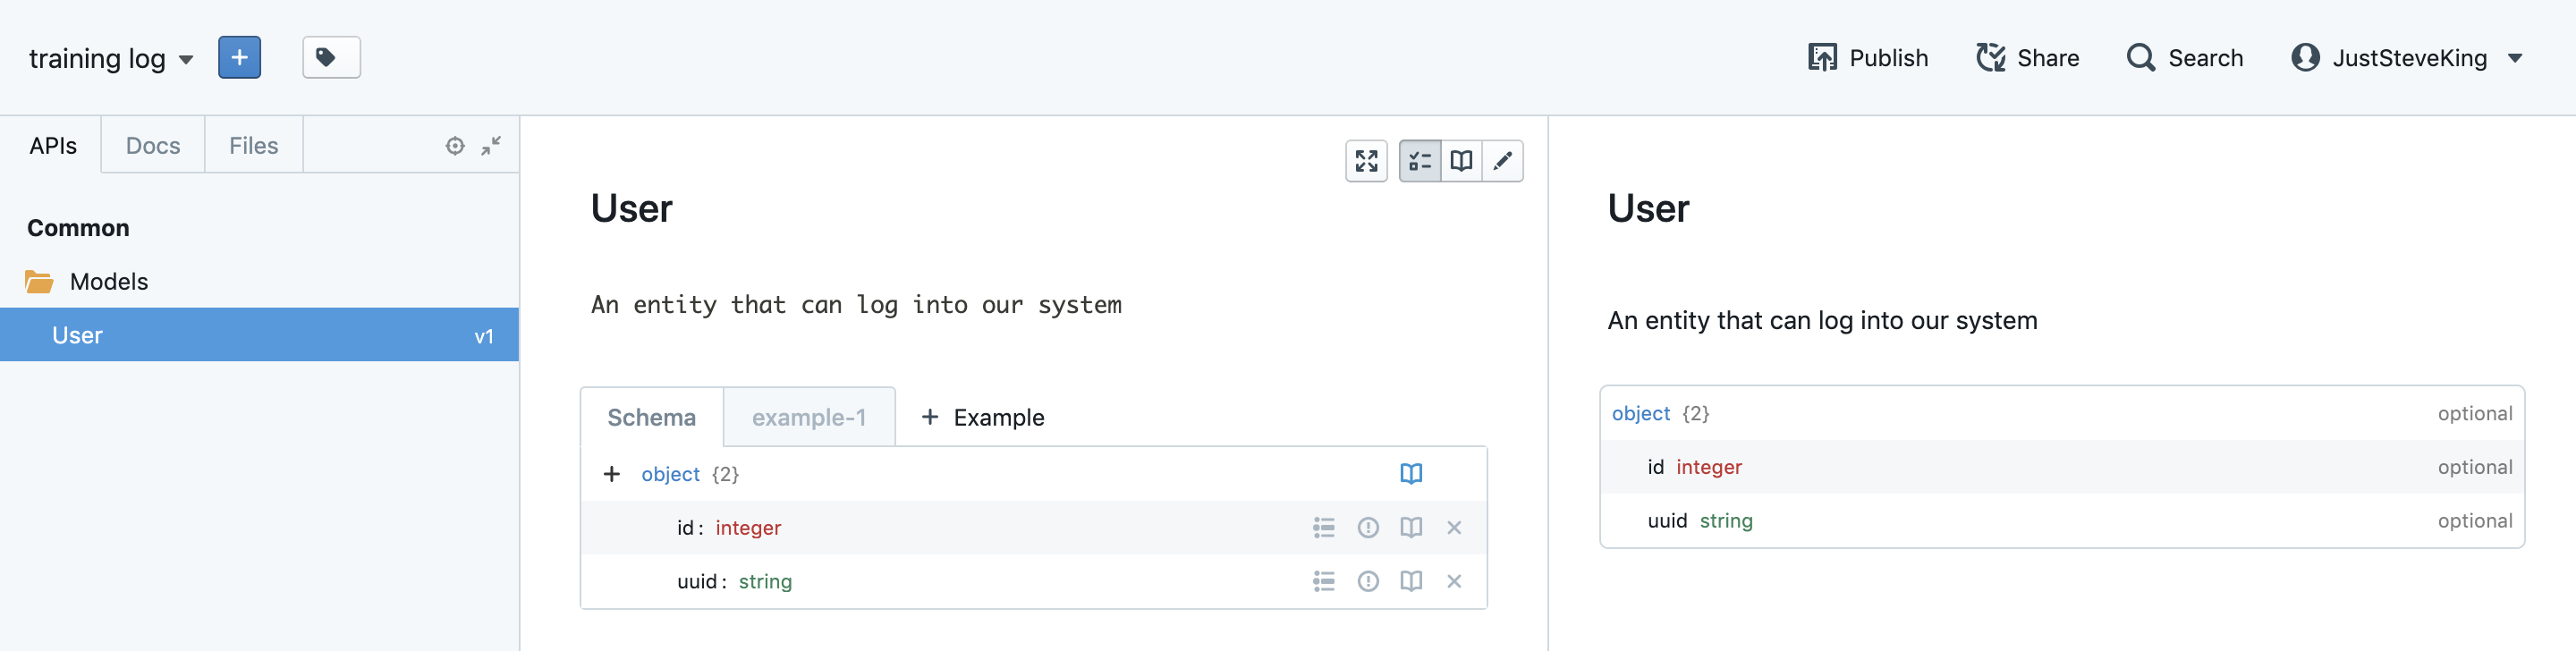 training log
Publish
Share
Search
JustSteveKing
APIs
Docs
Files
Common
Models
User v1
User
An entity that can log into our system
Schema
example-1
+ Example
+ object {2}
id: integer
uuid: string
User
An entity that can log into our system
object {2} optional
id integer optional
uuid string optional